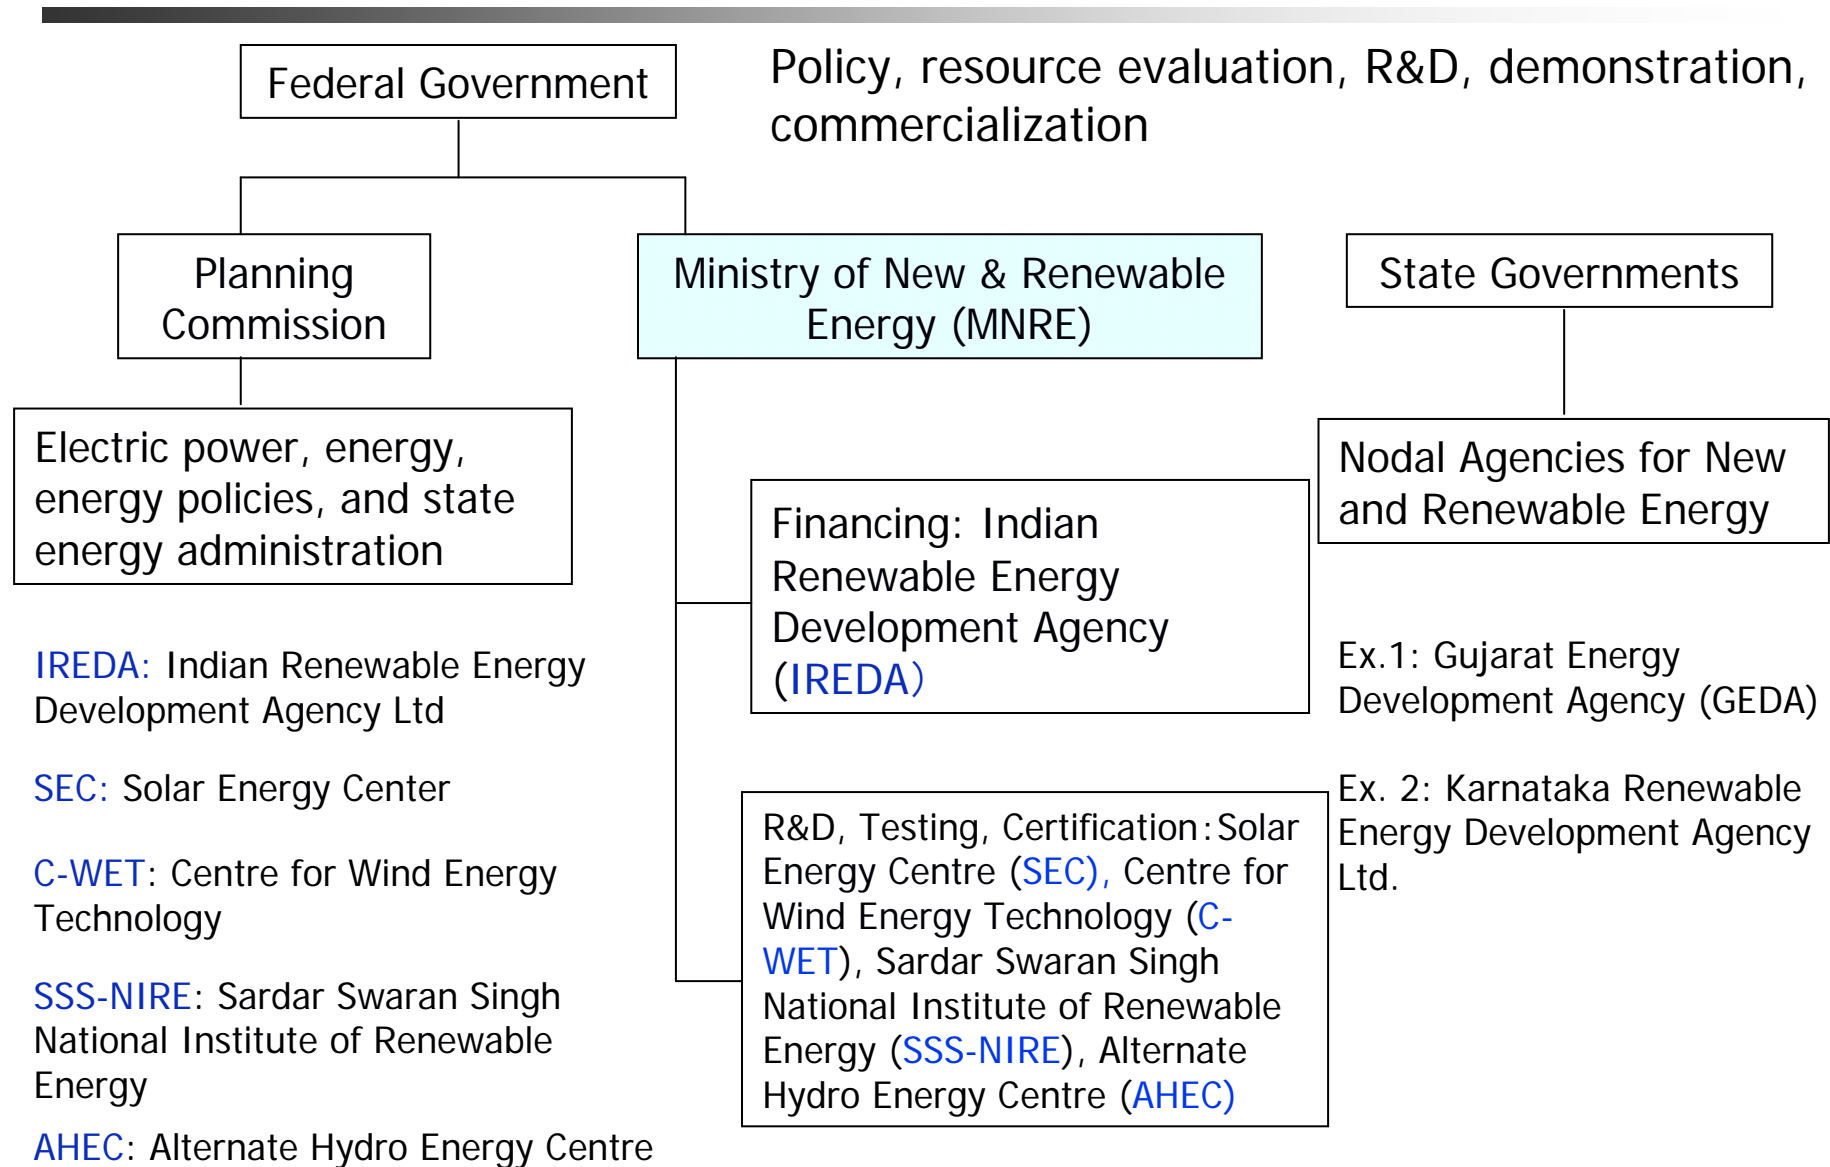 Federal Government
Policy, resource evaluation, R&D, demonstration,
commercialization
Planning
Commission
Ministry of New & Renewable
Energy (MNRE)
State Governments
Electric power, energy,
energy policies, and state
energy administration
Financing: Indian
Renewable Energy
Development Agency
(IREDA)
Nodal Agencies for New
and Renewable Energy
IREDA: Indian Renewable Energy
Development Agency Ltd
SEC: Solar Energy Center
C-WET: Centre for Wind Energy
Technology
SSS-NIRE: Sardar Swaran Singh
National Institute of Renewable
Energy
AHEC: Alternate Hydro Energy Centre
R&D, Testing, Certification: Solar
Energy Centre (SEC), Centre for
Wind Energy Technology (C-
WET), Sardar Swaran Singh
National Institute of Renewable
Energy (SSS-NIRE), Alternate
Hydro Energy Centre (AHEC)
Ex.1: Gujarat Energy
Development Agency (GEDA)
Ex. 2: Karnataka Renewable
Energy Development Agency
Ltd.